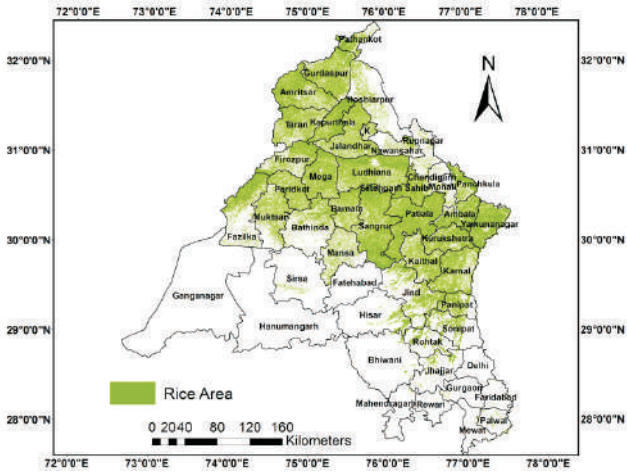 72°0'0"E 73°0'0"E 74°0'0"E 75°0'0"E 76°0'0"E 77°0'0"E 78°0'0"E
32°0'0"N 32°0'0"N
31°0'0"N 31°0'0"N
30°0'0"N 30°0'0"N
29°0'0"N 29°0'0"N
28°0'0"N 28°0'0"N
N
Pathankot
Gurdaspur
Amritsar
Hoshiarpur
Taran
Kapurthala
K
Rupnagar
Jalandhar
Nawanshahar
Firozpur
Ludhiana
Chandigarh
Moga
Fatehgarh Sahib
Mohali
Panchkula
Faridkot
Barnala
Patiala
Ambala
Muktsar
Sangrur
Yamunanagar
Bathinda
Kurukshetra
Fazilka
Mansa
Kaithal
Karnal
Sirsa
Fatehabad
Jind
Ganganagar
Panipat
Hisar
Hanumangarh
Sonipat
Rohtak
Bhiwani
Delhi
Jhajjar
Gurgaon
Faridabad
Mahendragarh
Rewari
Palwal
Mewat
Rice Area
0 20 40 80 120 160
Kilometers
72°0'0"E 73°0'0"E 74°0'0"E 75°0'0"E 76°0'0"E 77°0'0"E 78°0'0"E